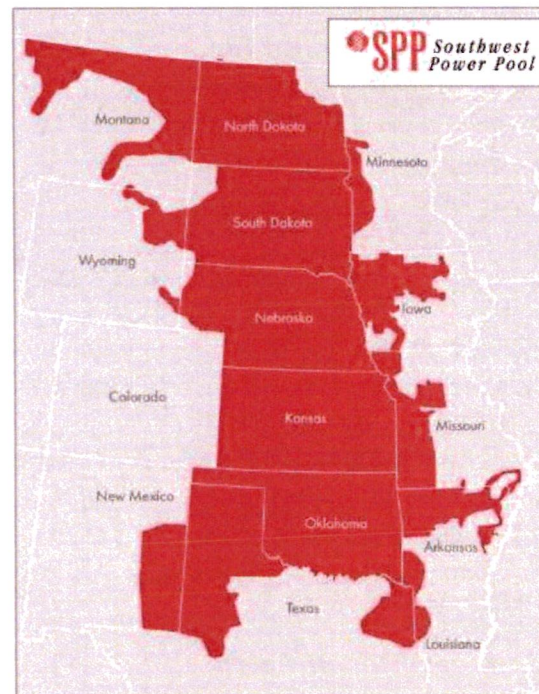 SPP Southwest
Power Pool
Montana
North Dakota
Minnesota
South Dakota
Wyoming
Iowa
Nebraska
Colorado
Kansas
Missouri
New Mexico
Oklahoma
Arkansas
Texas
Louisiana